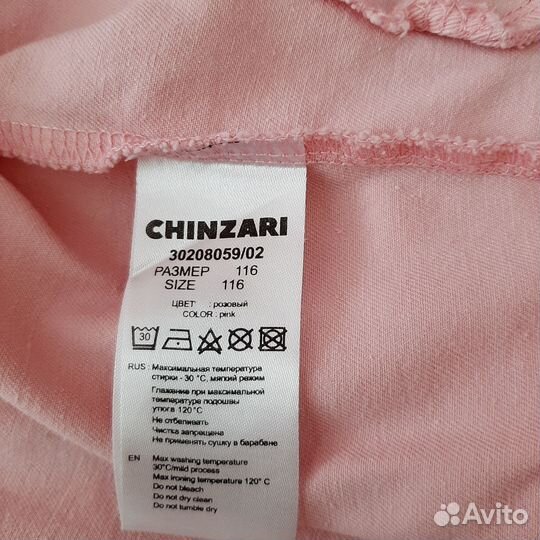 CHINZARI
30208059/02
РАЗМЕР 116
SIZE 116
ЦВЕТ : розовый
COLOR : pink
30
RUS : Максимальная температура
стирки - 30 °С, мягкий режим
Глажение при максимальной
температуре подошвы
утюга 120°С
Не отбеливать
Чистка запрещена
Не применять сушку в барабане
EN Max washing temperature
30°C/mild process
Max ironing temperature 120° C
Do not bleach
Do not dry clean
Do not tumble dry
Avito